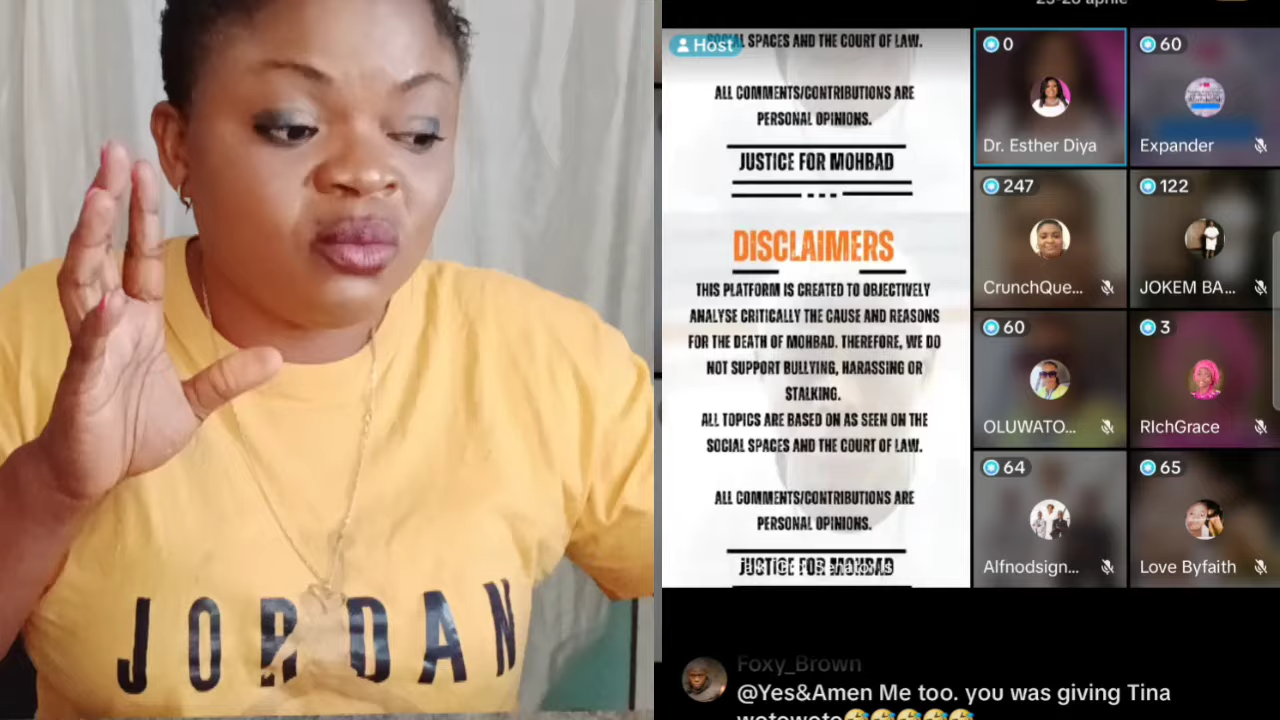 JORDAN
23-26 aprile
Host
SOCIAL SPACES AND THE COURT OF LAW.
ALL COMMENTS/CONTRIBUTIONS ARE
PERSONAL OPINIONS.
JUSTICE FOR MOHBAD
DISCLAIMERS
THIS PLATFORM IS CREATED TO OBJECTIVELY
ANALYSE CRITICALLY THE CAUSE AND REASONS
FOR THE DEATH OF MOHBAD. THEREFORE, WE DO
NOT SUPPORT BULLYING, HARASSING OR
STALKING.
ALL TOPICS ARE BASED ON AS SEEN ON THE
SOCIAL SPACES AND THE COURT OF LAW.
ALL COMMENTS/CONTRIBUTIONS ARE
PERSONAL OPINIONS.
JUSTICE FOR MOHBAD
0
Dr. Esther Diya
60
Expander
247
CrunchQue...
122
JOKEM BA...
60
OLUWATO...
3
RIchGrace
64
Alfnodsign...
65
Love Byfaith
Foxy_Brown
@Yes&Amen Me too. you was giving Tina
wotowoto🤣🤣🤣🤣🤣